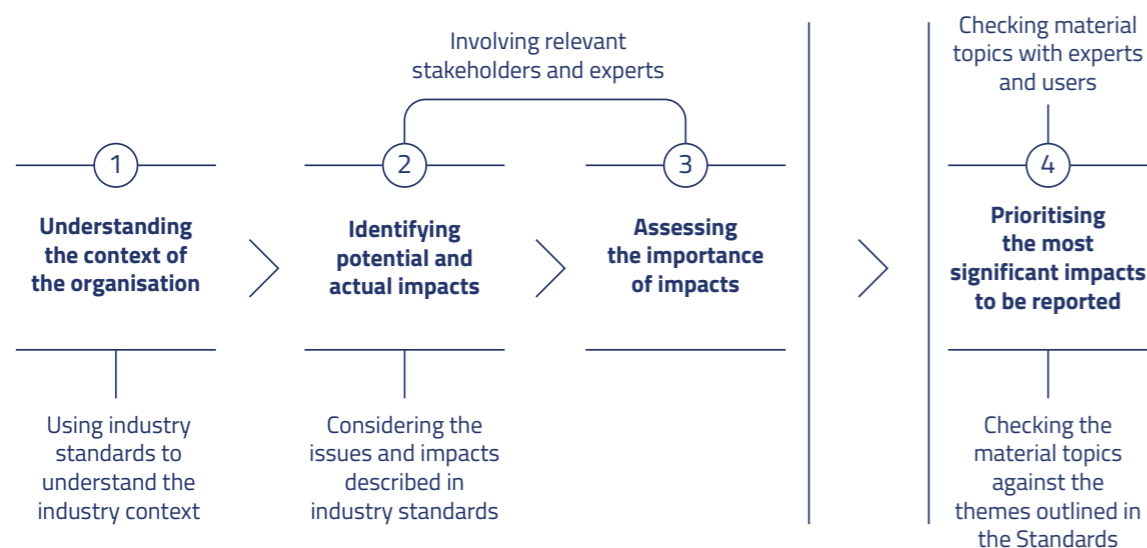 Involving relevant
stakeholders and experts
Checking material
topics with experts
and users
1
2
3
4
Understanding
the context of
the organisation
Identifying
potential and
actual impacts
Assessing
the importance
of impacts
Prioritising
the most
significant impacts
to be reported
Using industry
standards to
understand the
industry context
Considering the
issues and impacts
described in
industry standards
Checking the
material topics
against the
themes outlined in
the Standards